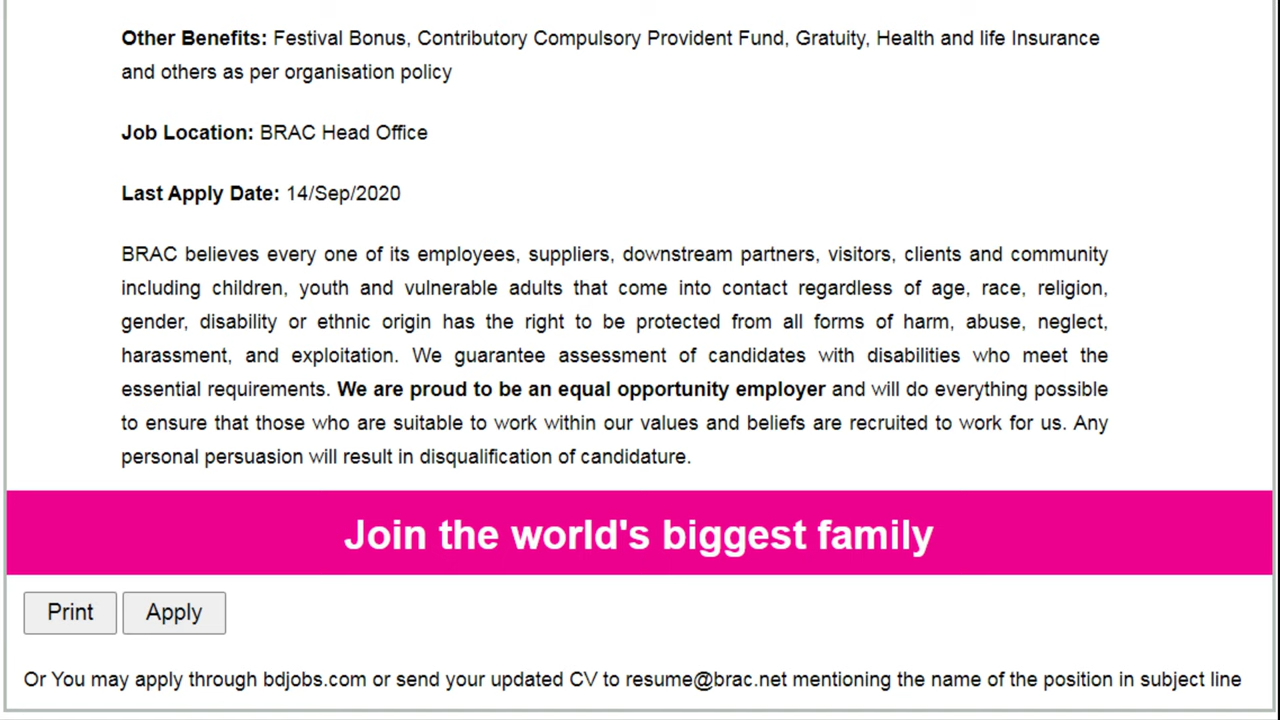 Other Benefits: Festival Bonus, Contributory Compulsory Provident Fund, Gratuity, Health and life Insurance
and others as per organisation policy
Job Location: BRAC Head Office
Last Apply Date: 14/Sep/2020
BRAC believes every one of its employees, suppliers, downstream partners, visitors, clients and community
including children, youth and vulnerable adults that come into contact regardless of age, race, religion,
gender, disability or ethnic origin has the right to be protected from all forms of harm, abuse, neglect,
harassment, and exploitation. We guarantee assessment of candidates with disabilities who meet the
essential requirements. We are proud to be an equal opportunity employer and will do everything possible
to ensure that those who are suitable to work within our values and beliefs are recruited to work for us. Any
personal persuasion will result in disqualification of candidature.
Join the world's biggest family
Print Apply
Or You may apply through bdjobs.com or send your updated CV to resume@brac.net mentioning the name of the position in subject line